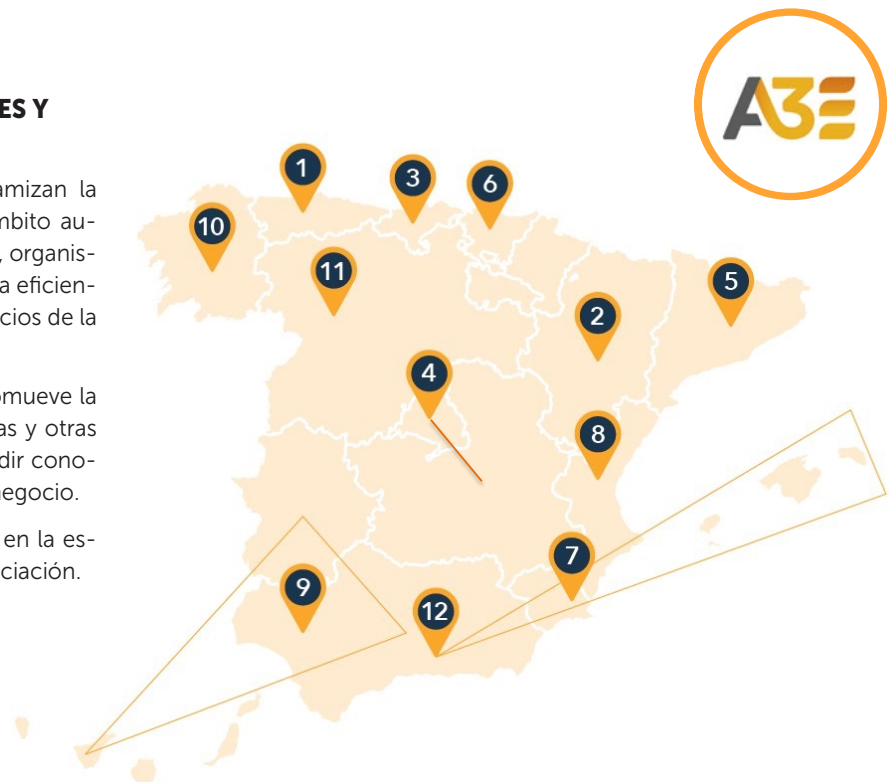 A3E
ES Y
amizan la
mbito au-
, organis-
a eficien-
cios de la
omueve la
as y otras
dir cono-
negocio.
en la es-
ciación.
1
3
6
10
11
5
2
4
8
7
9
12